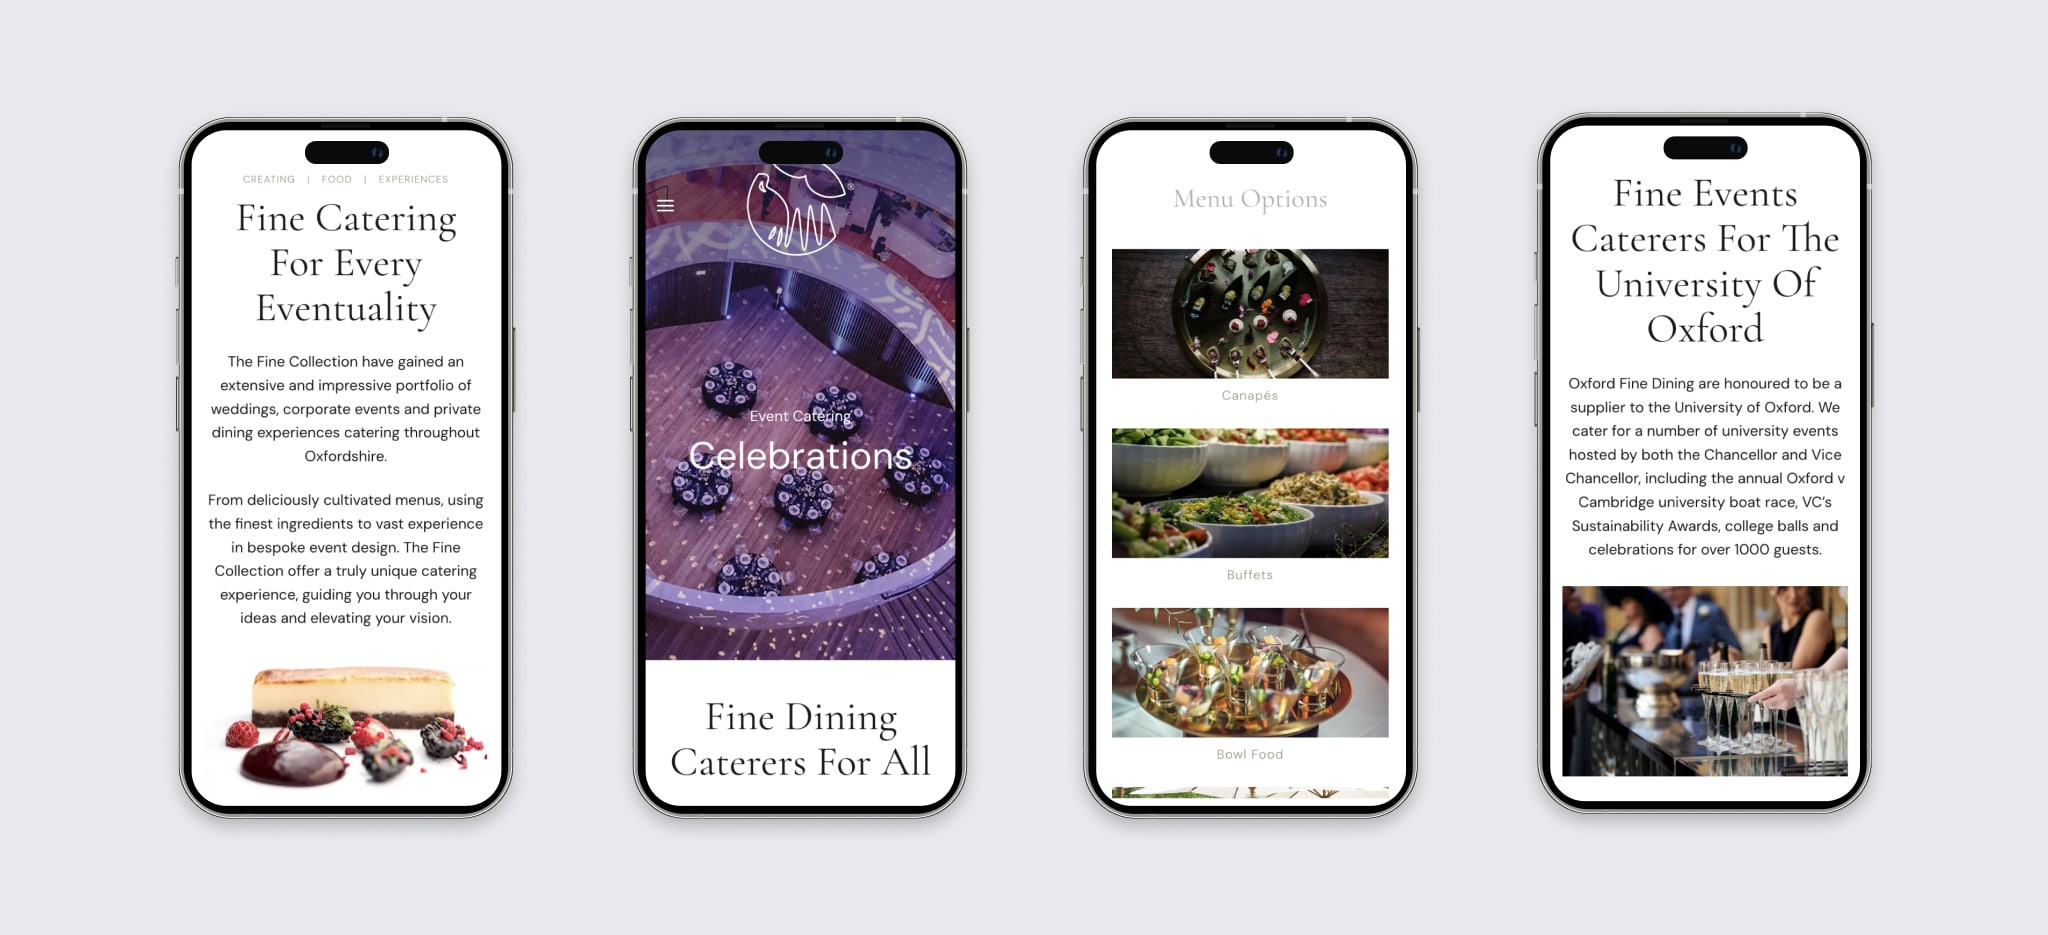 CREATING | FOOD | EXPERIENCES
Fine Catering
For Every
Eventuality
The Fine Collection have gained an
extensive and impressive portfolio of
weddings, corporate events and private
dining experiences catering throughout
Oxfordshire.
From deliciously cultivated menus, using
the finest ingredients to vast experience
in bespoke event design. The Fine
Collection offer a truly unique catering
experience, guiding you through your
ideas and elevating your vision.
®
Event Catering
Celebrations
Fine Dining
Caterers For All
Menu Options
Canapés
Buffets
Bowl Food
Fine Events
Caterers For The
University Of
Oxford
Oxford Fine Dining are honoured to be a
supplier to the University of Oxford. We
cater for a number of university events
hosted by both the Chancellor and Vice
Chancellor, including the annual Oxford v
Cambridge university boat race, VC's
Sustainability Awards, college balls and
celebrations for over 1000 guests.